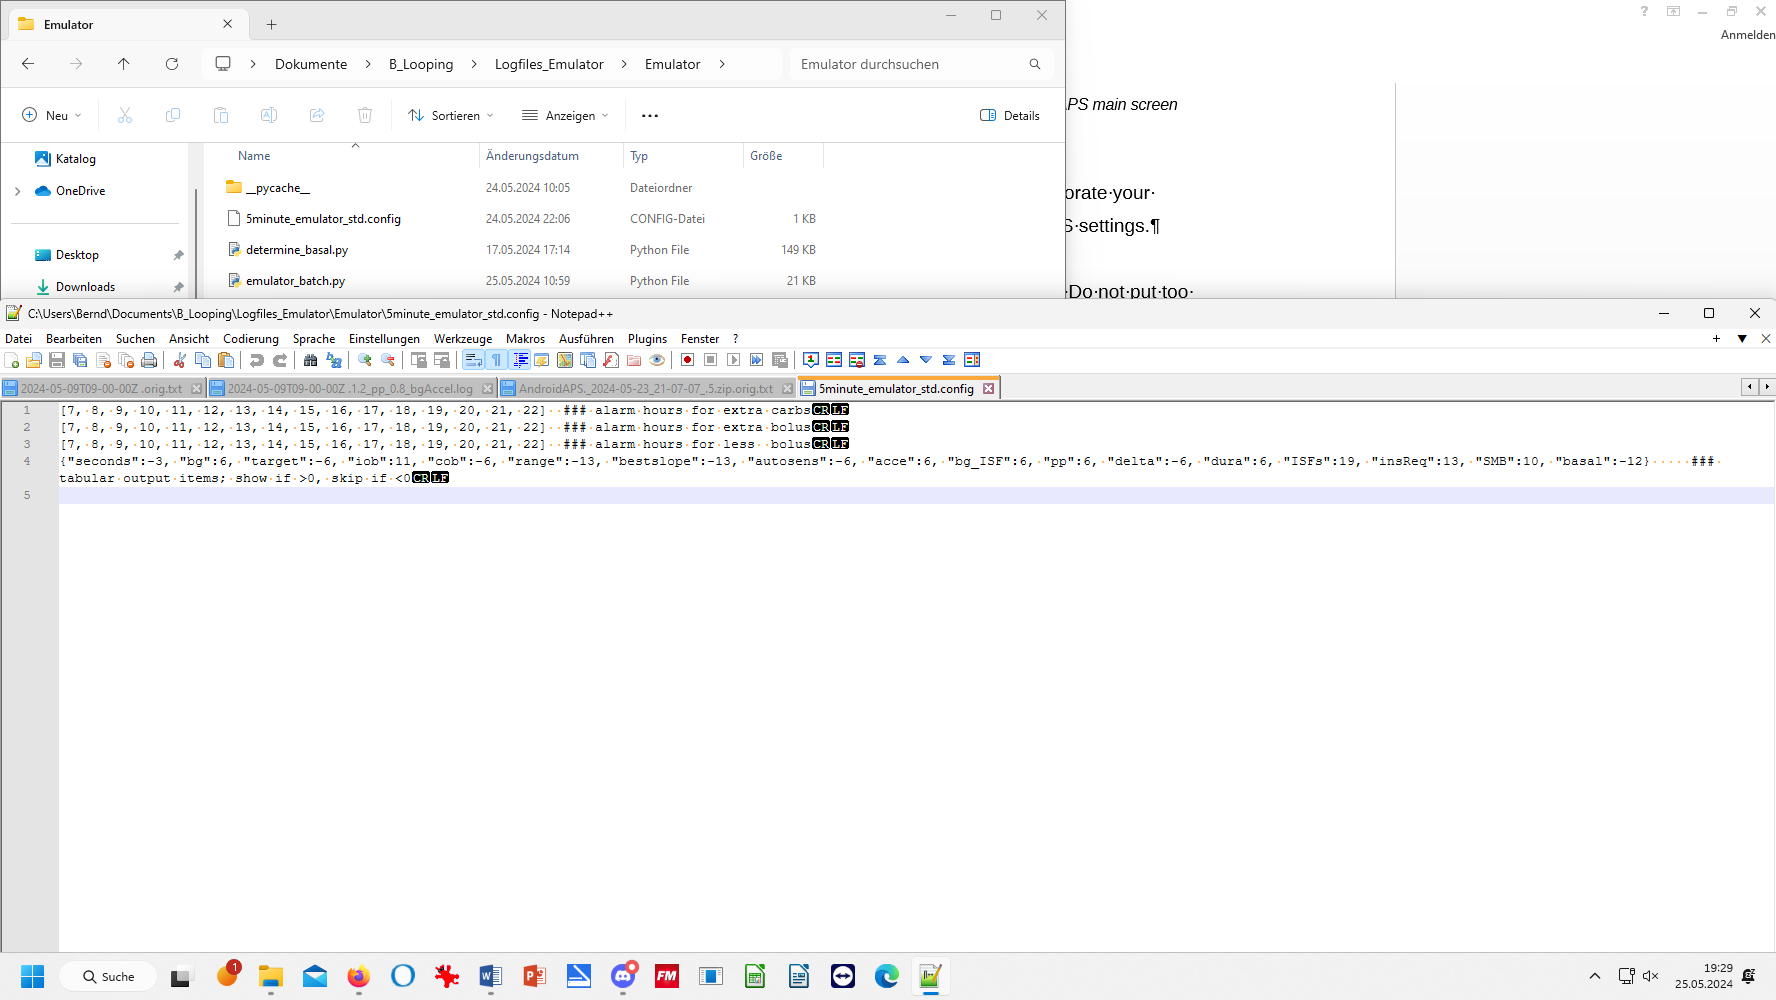 Emulator
Anmelden
Dokumente > B_Looping > Logfiles_Emulator > Emulator >
Emulator durchsuchen
Neu
Sortieren
Anzeigen
Details
PS main screen
Katalog
OneDrive
Desktop
Downloads
Name Änderungsdatum Typ Größe
__pycache__ 24.05.2024 10:05 Dateiordner
5minute_emulator_std.config 24.05.2024 22:06 CONFIG-Datei 1 KB
determine_basal.py 17.05.2024 17:14 Python File 149 KB
emulator_batch.py 25.05.2024 10:59 Python File 21 KB
orate·your·
S·settings.¶
·Do·not·put·too·
C:\Users\Bernd\Documents\B_Looping\Logfiles_Emulator\Emulator\5minute_emulator_std.config - Notepad++
Datei Bearbeiten Suchen Ansicht Codierung Sprache Einstellungen Werkzeuge Makros Ausführen Plugins Fenster ?
2024-05-09T09-00-00Z .orig.txt
2024-05-09T09-00-00Z .1.2_pp_0.8_bgAccel.log
AndroidAPS._2024-05-23_21-07-07_.5.zip.orig.txt
5minute_emulator_std.config
1 [7, 8, 9, 10, 11, 12, 13, 14, 15, 16, 17, 18, 19, 20, 21, 22]  ### alarm hours for extra carbsCRLF
2 [7, 8, 9, 10, 11, 12, 13, 14, 15, 16, 17, 18, 19, 20, 21, 22]  ### alarm hours for extra bolusCRLF
3 [7, 8, 9, 10, 11, 12, 13, 14, 15, 16, 17, 18, 19, 20, 21, 22]  ### alarm hours for less  bolusCRLF
4 {"seconds":-3, "bg":6, "target":-6, "iob":11, "cob":-6, "range":-13, "bestslope":-13, "autosens":-6, "acce":6, "bg_ISF":6, "pp":6, "delta":-6, "dura":6, "ISFs":19, "insReq":13, "SMB":10, "basal":-12}     ###
tabular output items; show if >0, skip if <0CRLF
5
Suche
1
FM
19:29
25.05.2024